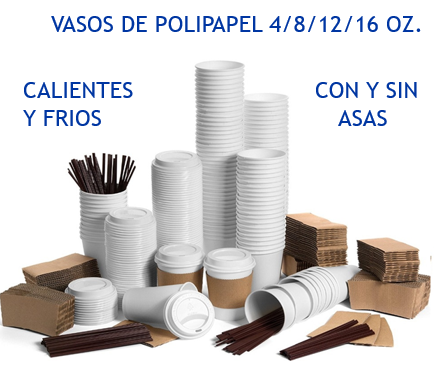 VASOS DE POLIPAPEL 4/8/12/16 OZ.
CALIENTES
Y FRIOS
CON Y SIN
ASAS